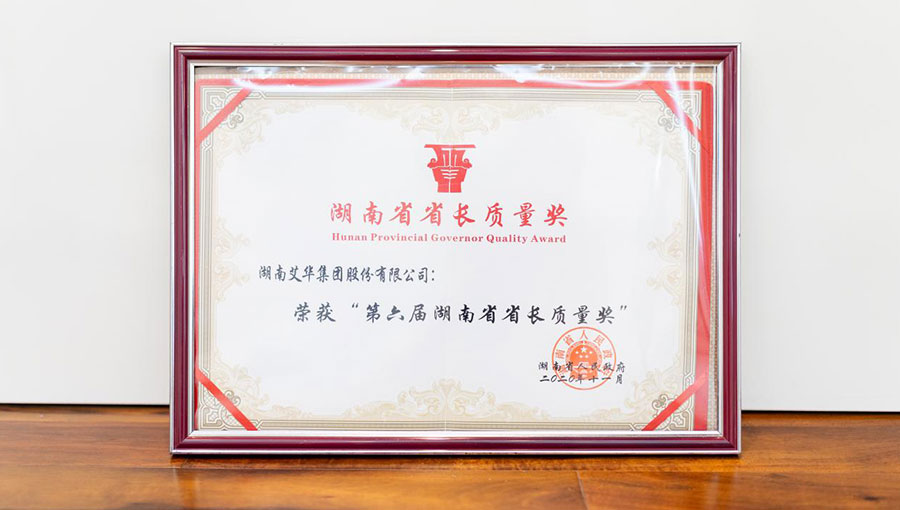 湖南省省长质量奖
Hunan Provincial Governor Quality Award
湖南艾华集团股份有限公司：
荣获“第六届湖南省省长质量奖”
湖南省人民政府
二〇二〇年十一月